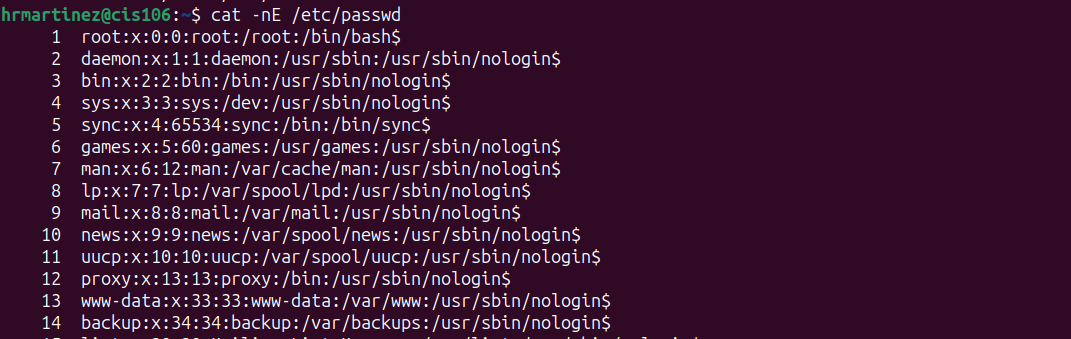 hrmartinez@cis106:~$ cat -nE /etc/passwd
1 root:x:0:0:root:/root:/bin/bash$
2 daemon:x:1:1:daemon:/usr/sbin:/usr/sbin/nologin$
3 bin:x:2:2:bin:/bin:/usr/sbin/nologin$
4 sys:x:3:3:sys:/dev:/usr/sbin/nologin$
5 sync:x:4:65534:sync:/bin:/bin/sync$
6 games:x:5:60:games:/usr/games:/usr/sbin/nologin$
7 man:x:6:12:man:/var/cache/man:/usr/sbin/nologin$
8 lp:x:7:7:lp:/var/spool/lpd:/usr/sbin/nologin$
9 mail:x:8:8:mail:/var/mail:/usr/sbin/nologin$
10 news:x:9:9:news:/var/spool/news:/usr/sbin/nologin$
11 uucp:x:10:10:uucp:/var/spool/uucp:/usr/sbin/nologin$
12 proxy:x:13:13:proxy:/bin:/usr/sbin/nologin$
13 www-data:x:33:33:www-data:/var/www:/usr/sbin/nologin$
14 backup:x:34:34:backup:/var/backups:/usr/sbin/nologin$